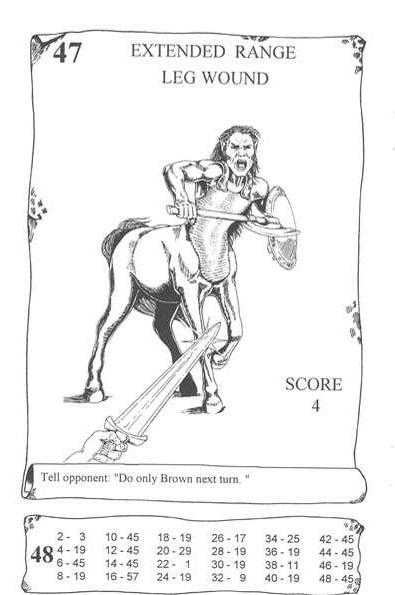 47
EXTENDED RANGE
LEG WOUND
SCORE
4
Tell opponent: "Do only Brown next turn. "
48
2 - 3 10 - 45 18 - 19 26 - 17 34 - 25 42 - 45
4 - 19 12 - 45 20 - 29 28 - 19 36 - 19 44 - 45
6 - 45 14 - 45 22 - 1 30 - 19 38 - 11 46 - 19
8 - 19 16 - 57 24 - 19 32 - 9 40 - 19 48 - 45